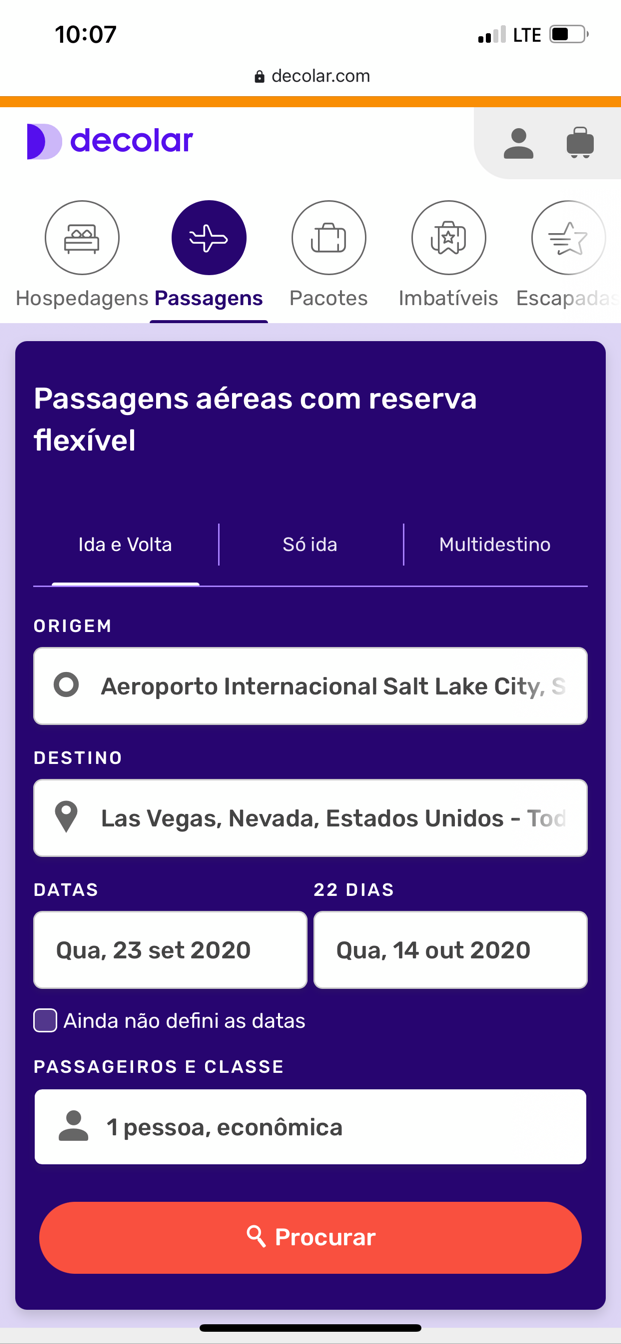 10:07
LTE
decolar.com
decolar
Hospedagens Passagens Pacotes Imbatíveis Escapadas
Passagens aéreas com reserva
flexível
Ida e Volta Só ida Multidestino
ORIGEM
Aeroporto Internacional Salt Lake City, S
DESTINO
Las Vegas, Nevada, Estados Unidos - Tod
DATAS 22 DIAS
Qua, 23 set 2020 Qua, 14 out 2020
Ainda não defini as datas
PASSAGEIROS E CLASSE
1 pessoa, econômica
Procurar